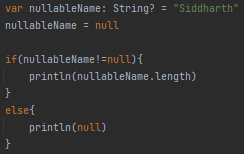 var nullableName: String? = "Siddharth"
nullableName = null
if(nullableName!=null){
    println(nullableName.length)
}
else{
    println(null)
}